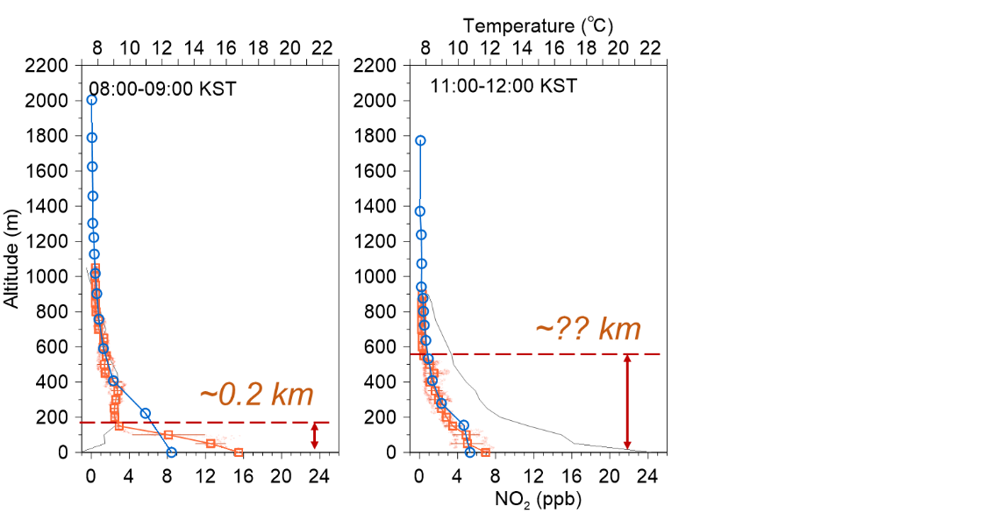 Temperature (°C)
8 10 12 14 16 18 20 22
8 10 12 14 16 18 20 22
2200
2000
1800
1600
1400
1200
1000
800
600
400
200
0
08:00-09:00 KST
~0.2 km
Altitude (m)
0 4 8 12 16 20 24
2200
2000
1800
1600
1400
1200
1000
800
600
400
200
0
11:00-12:00 KST
~?? km
0 4 8 12 16 20 24
NO₂ (ppb)